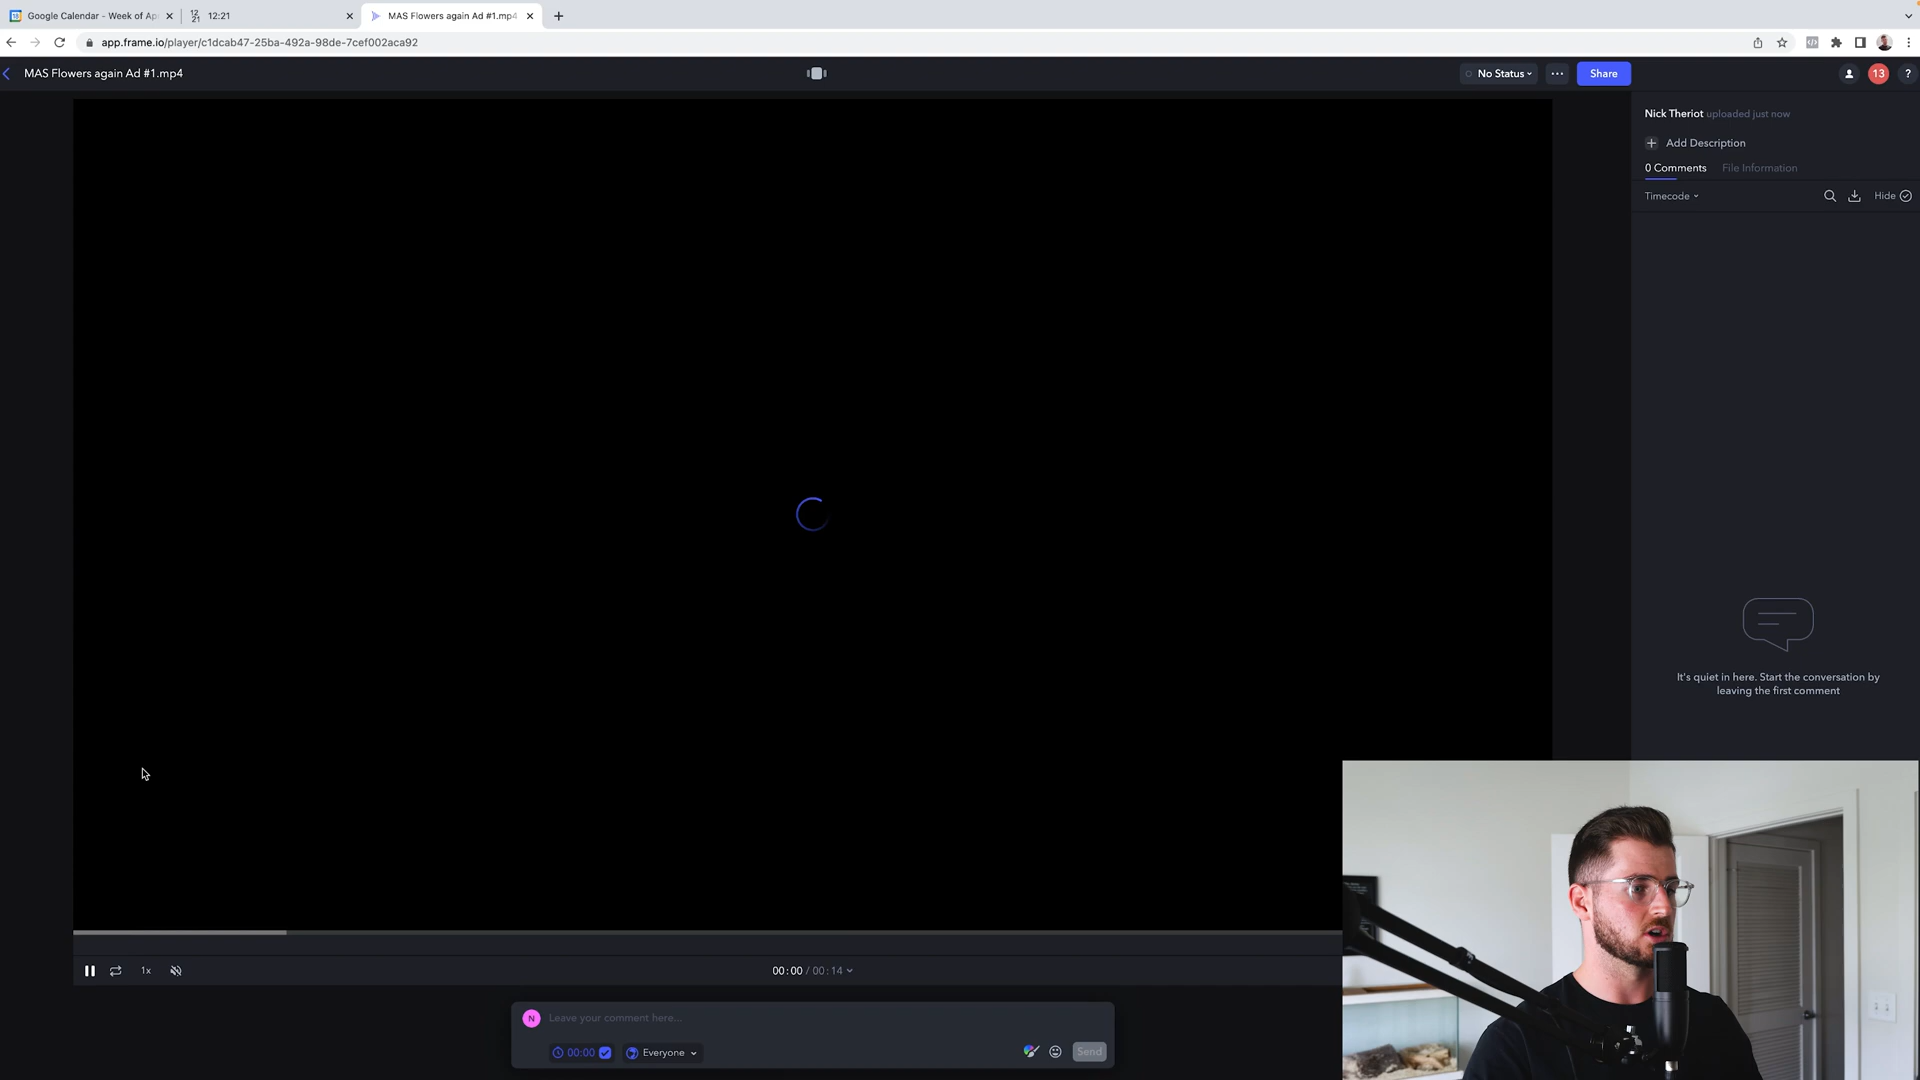 Google Calendar - Week of Ap
12:21
MAS Flowers again Ad #1.mp4
app.frame.io/player/c1dcab47-25ba-492a-98de-7cef002aca92
MAS Flowers again Ad #1.mp4
No Status
Share
13
?
Nick Theriot uploaded just now
Add Description
0 Comments
File Information
Timecode
Hide
It's quiet in here. Start the conversation by
leaving the first comment
1x
00:00 / 00:14
N
Leave your comment here...
00:00
Everyone
Send